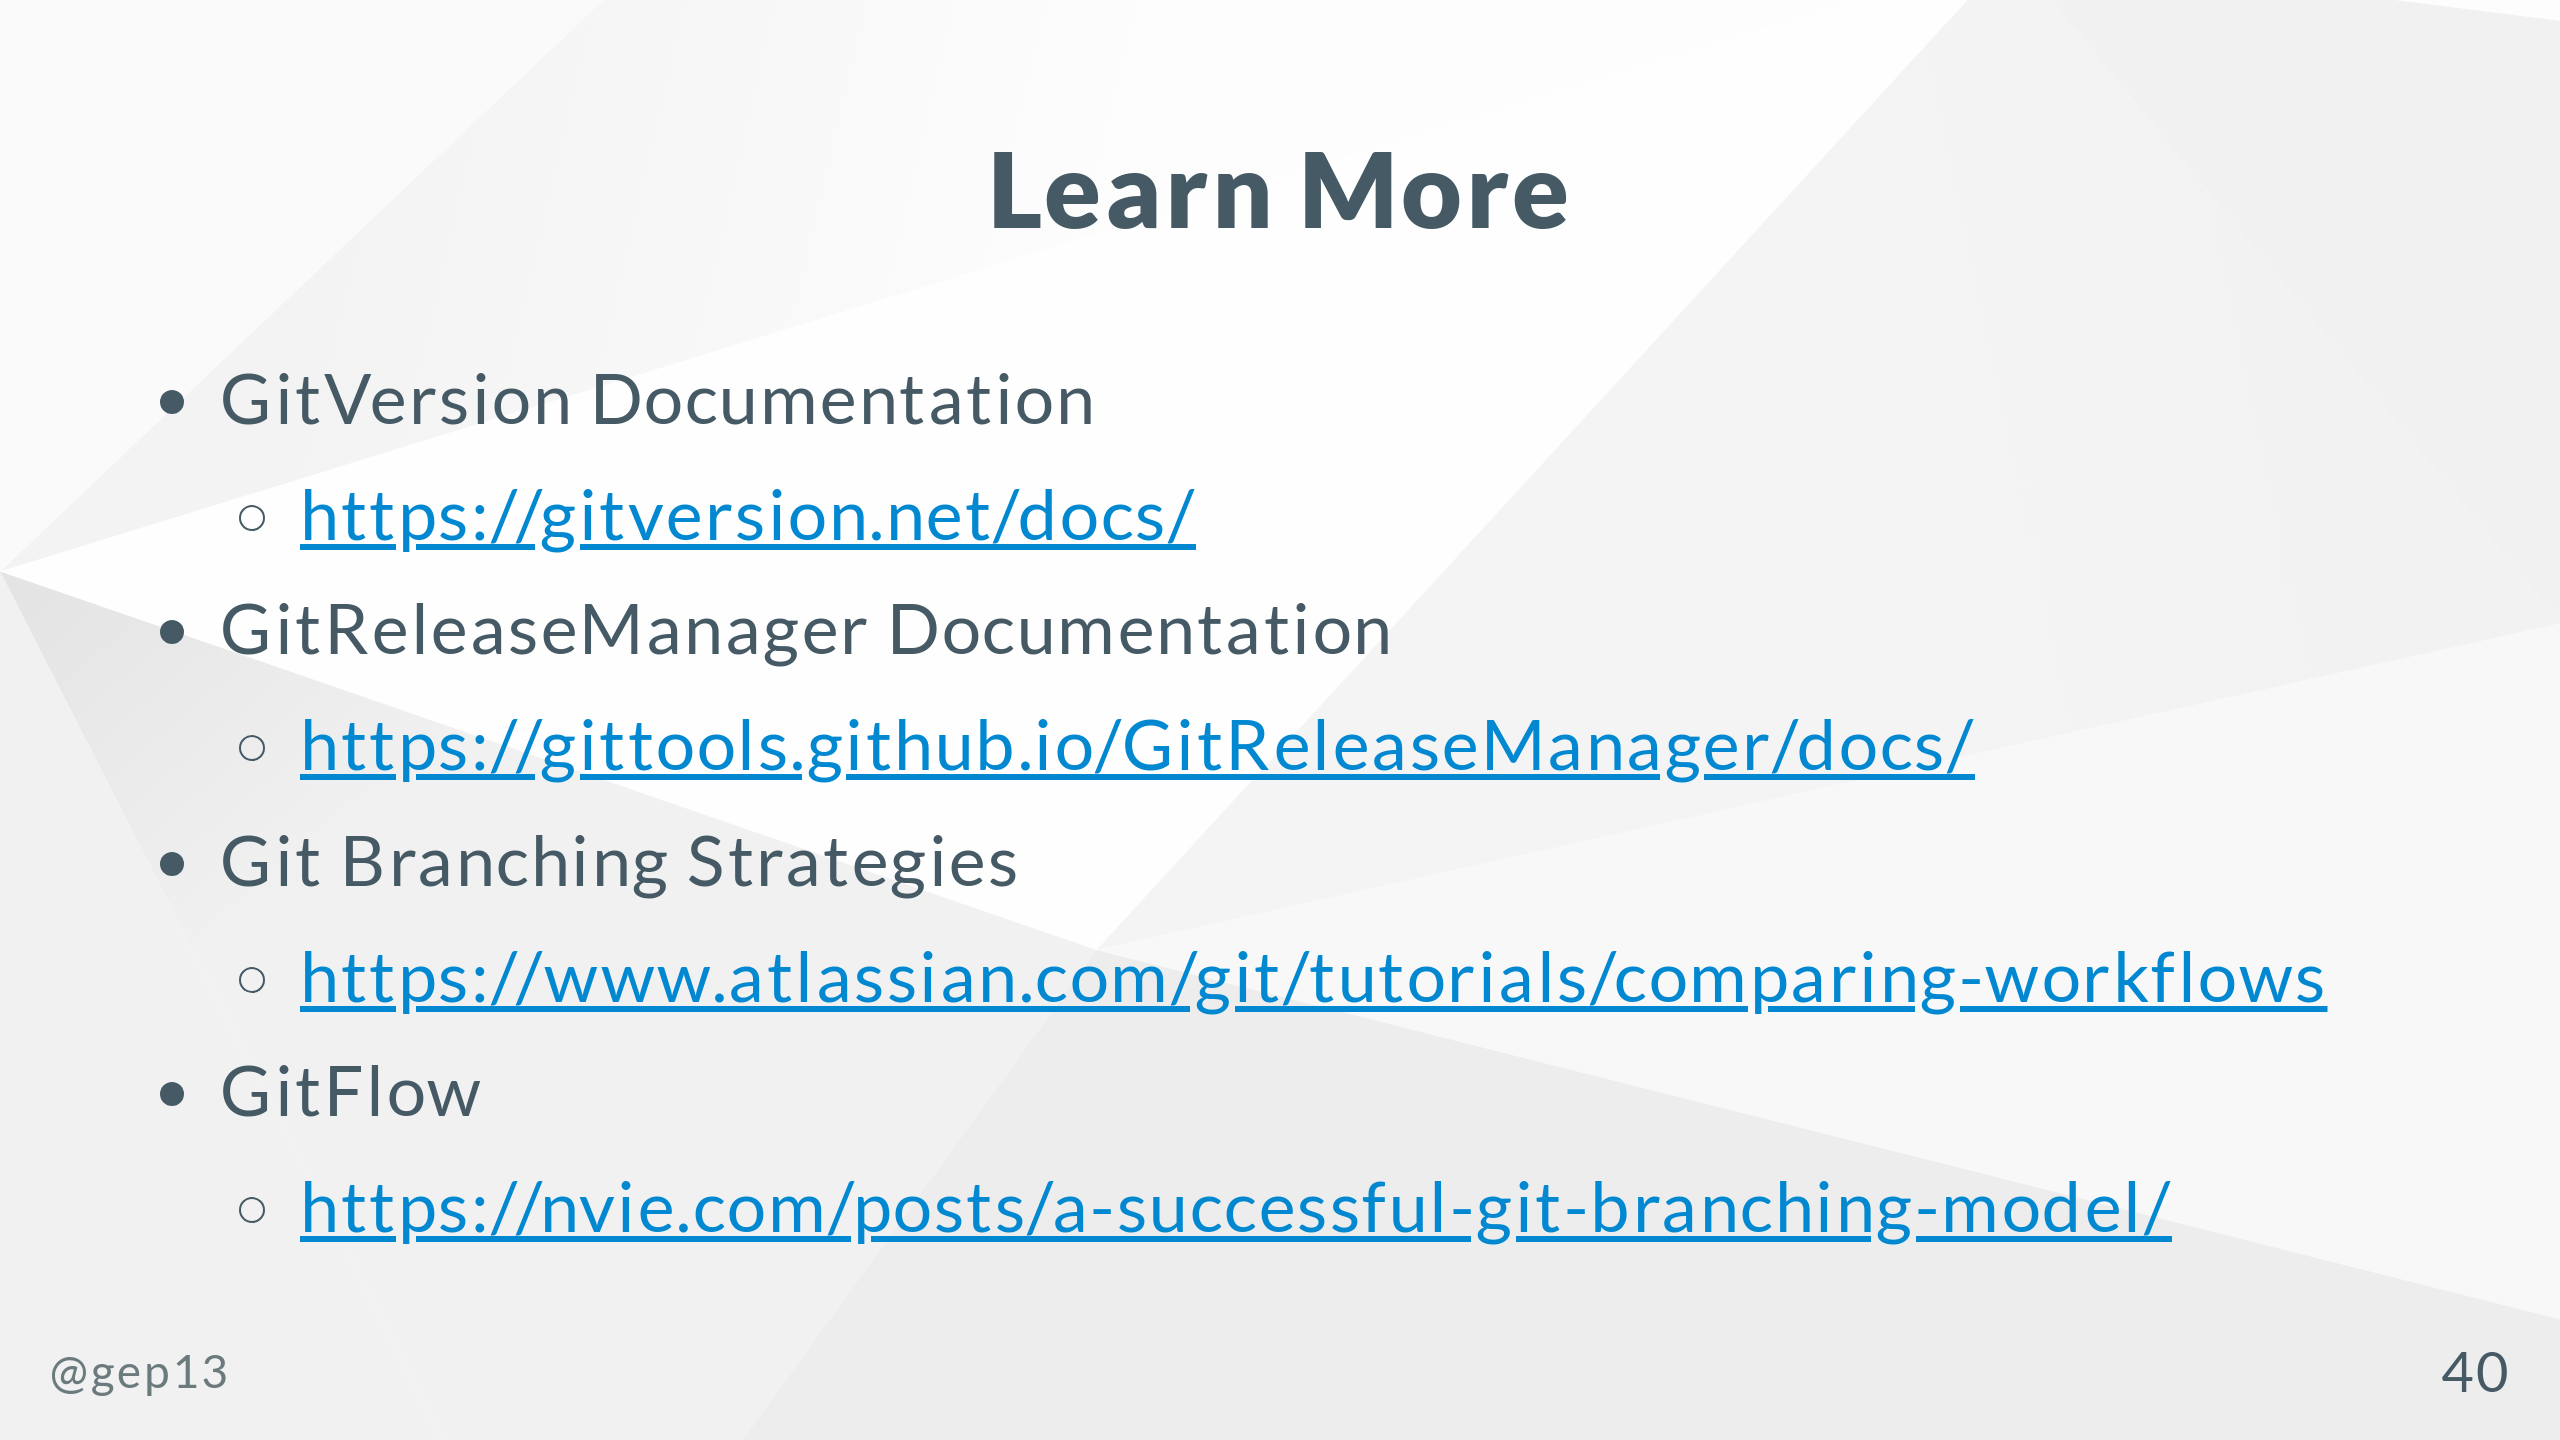 Learn More
GitVersion Documentation
https://gitversion.net/docs/
GitReleaseManager Documentation
https://gittools.github.io/GitReleaseManager/docs/
Git Branching Strategies
https://www.atlassian.com/git/tutorials/comparing-workflows
GitFlow
https://nvie.com/posts/a-successful-git-branching-model/
@gep13
40